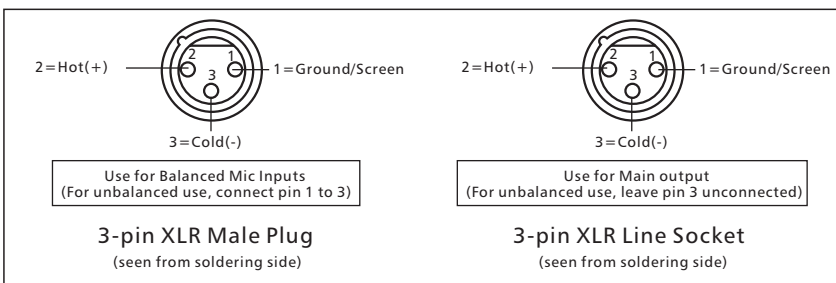 2=Hot(+)
2
1
3
1=Ground/Screen
3=Cold(-)
Use for Balanced Mic Inputs
(For unbalanced use, connect pin 1 to 3)
3-pin XLR Male Plug
(seen from soldering side)
2=Hot(+)
2
1
3
1=Ground/Screen
3=Cold(-)
Use for Main output
(For unbalanced use, leave pin 3 unconnected)
3-pin XLR Line Socket
(seen from soldering side)